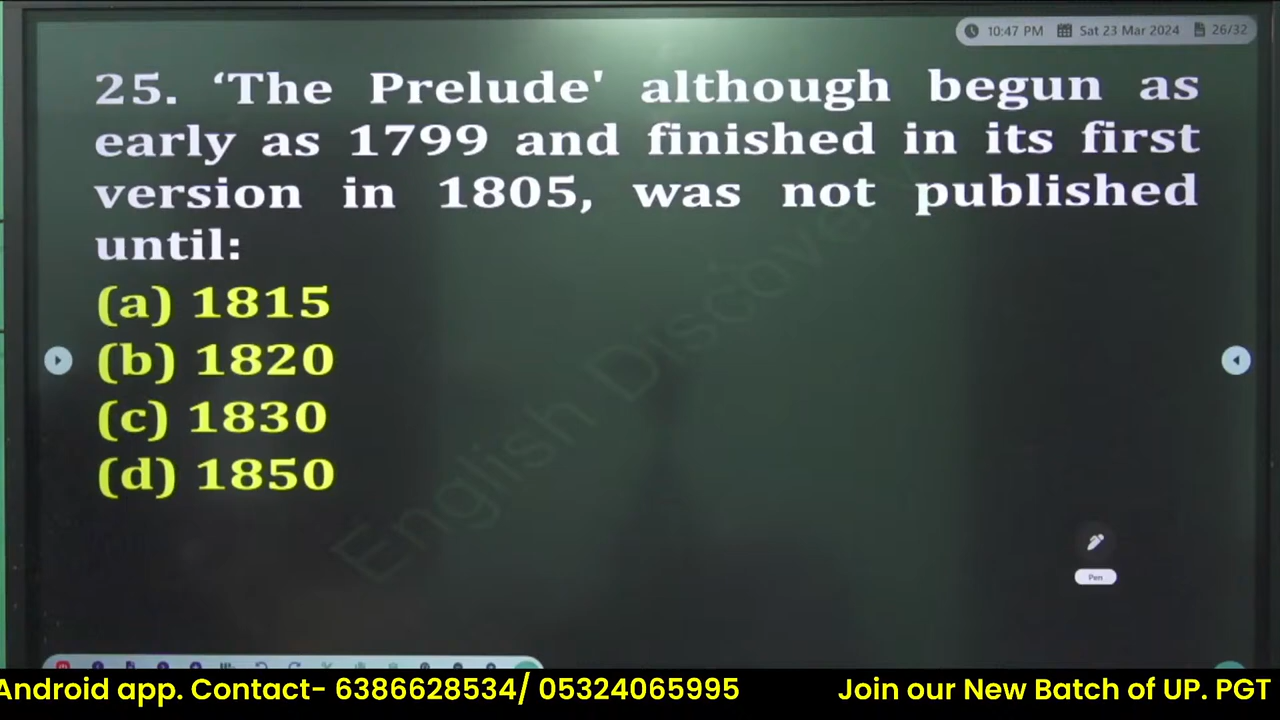 10:47 PM Sat 23 Mar 2024 26/32
25. ‘The Prelude' although begun as
early as 1799 and finished in its first
version in 1805, was not published
until:
(a) 1815
(b) 1820
(c) 1830
(d) 1850
English Discovery
Pen
Android app. Contact- 6386628534/ 05324065995 Join our New Batch of UP. PGT